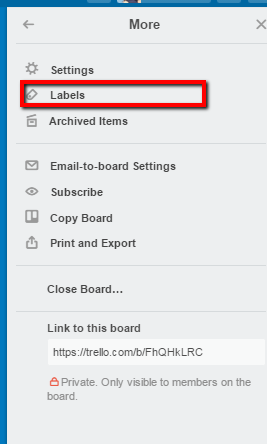 More
Settings
Labels
Archived Items
Email-to-board Settings
Subscribe
Copy Board
Print and Export
Close Board...
Link to this board
https://trello.com/b/FhQHkLRC
Private. Only visible to members on the
board.